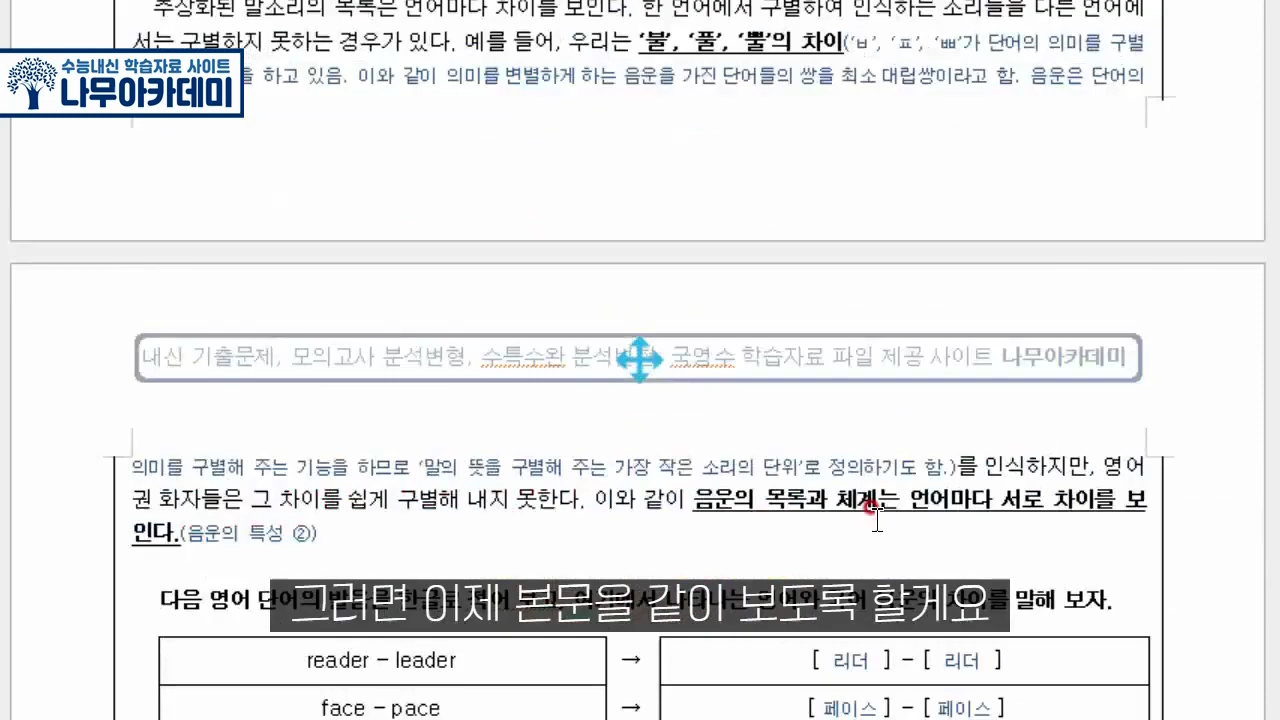 추상화된 말소리의 목록은 언어마다 차이를 보인다. 한 언어에서 구별하여 인식하는 소리들을 다른 언어에
서는 구별하지 못하는 경우가 있다. 예를 들어, 우리는 ‘불’, ‘풀’, ‘뿔’의 차이(‘ㅂ’, ‘ㅍ’, ‘ㅃ’가 단어의 의미를 구별
을 하고 있음. 이와 같이 의미를 변별하게 하는 음운을 가진 단어들의 쌍을 최소 대립쌍이라고 함. 음운은 단어의
수능내신 학습자료 사이트
나무아카데미
내신 기출문제, 모의고사 분석변형, 수특수완 분석변형, 국영수 학습자료 파일 제공 사이트 나무아카데미
의미를 구별해 주는 기능을 하므로 ‘말의 뜻을 구별해 주는 가장 작은 소리의 단위’로 정의하기도 함.)를 인식하지만, 영어
권 화자들은 그 차이를 쉽게 구별해 내지 못한다. 이와 같이 음운의 목록과 체계는 언어마다 서로 차이를 보
인다.(음운의 특성 ②))
다음 영어 말해 보자.
그러면 이제 본문을 같이 보도록 할게요
reader - leader → [ 리더 ] - [ 리더 ]
face - pace → [ 페이스 ] - [ 페이스 ]